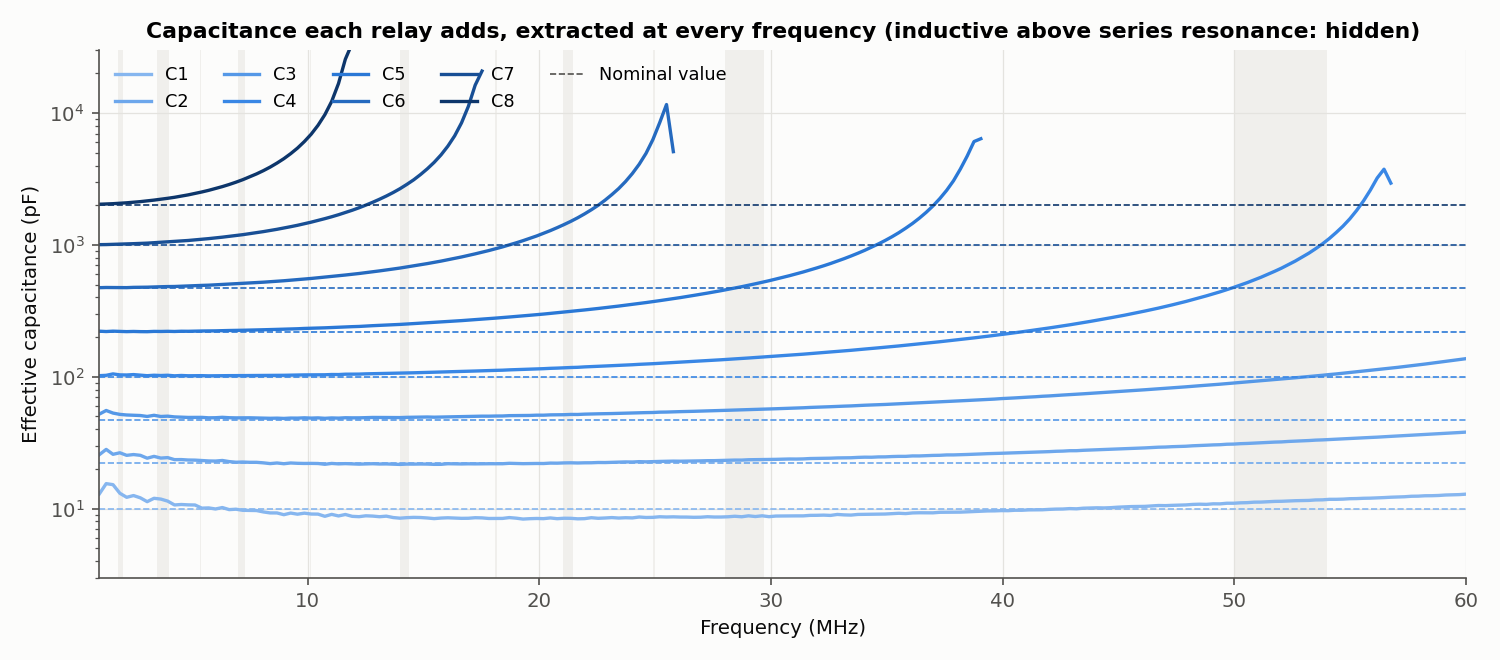 Capacitance each relay adds, extracted at every frequency (inductive above series resonance: hidden)
C1 C3 C5 C7 Nominal value
C2 C4 C6 C8
Effective capacitance (pF)
10⁴
10³
10²
10¹
10 20 30 40 50 60
Frequency (MHz)